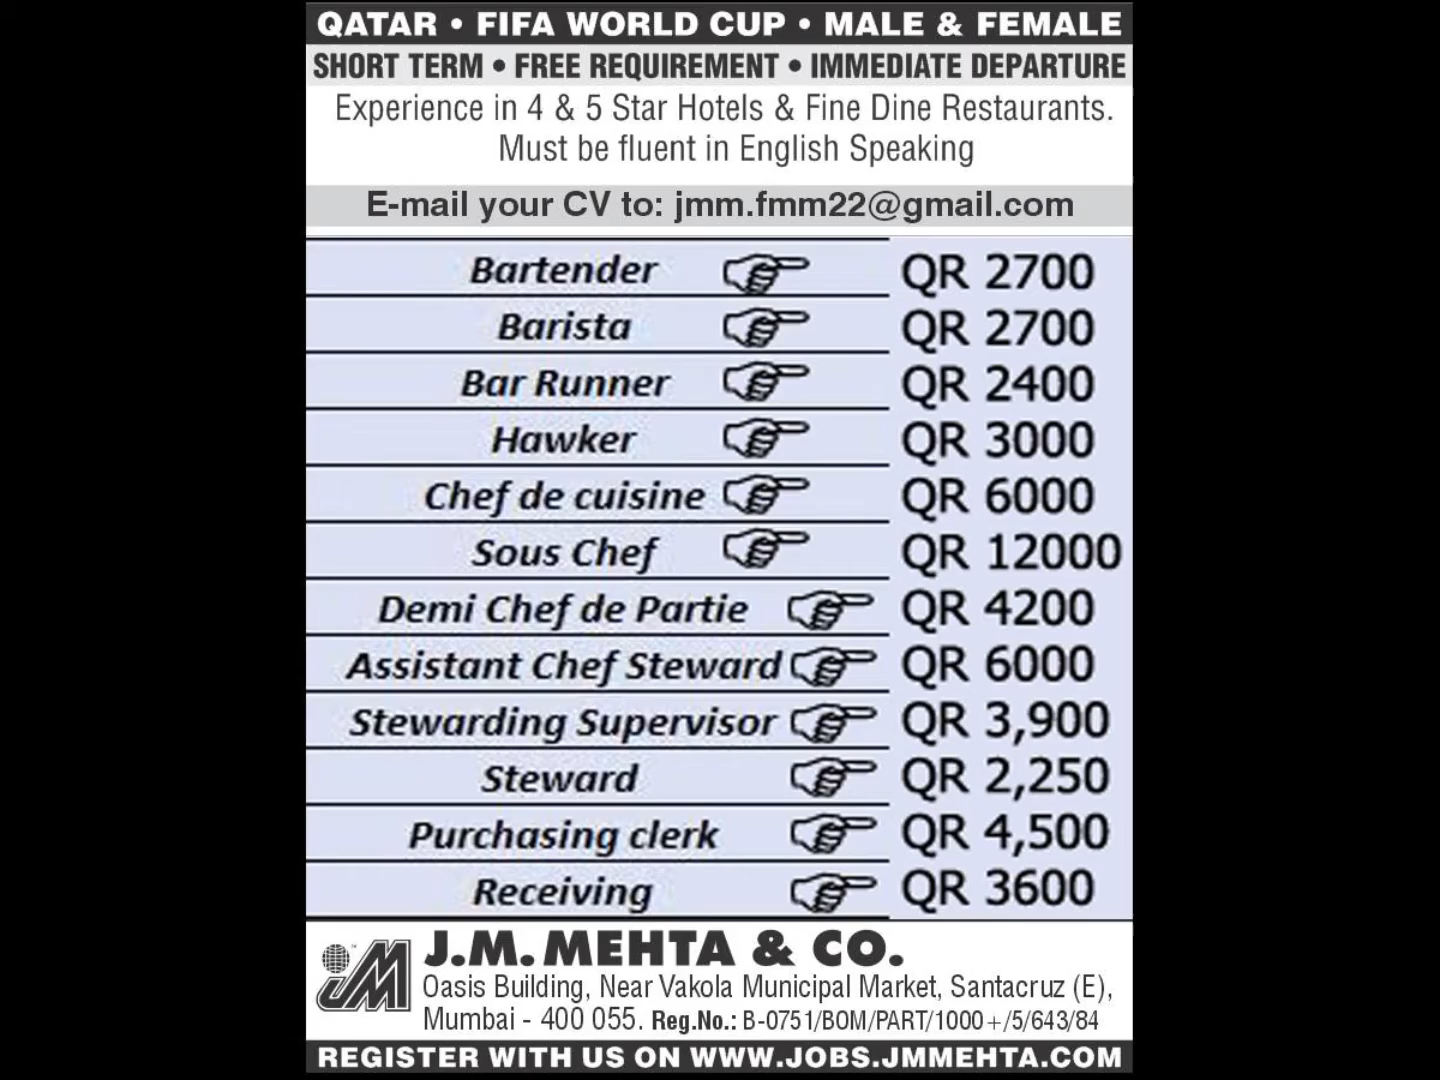 QATAR • FIFA WORLD CUP • MALE & FEMALE
SHORT TERM • FREE REQUIREMENT • IMMEDIATE DEPARTURE
Experience in 4 & 5 Star Hotels & Fine Dine Restaurants.
Must be fluent in English Speaking
E-mail your CV to: jmm.fmm22@gmail.com
Bartender QR 2700
Barista QR 2700
Bar Runner QR 2400
Hawker QR 3000
Chef de cuisine QR 6000
Sous Chef QR 12000
Demi Chef de Partie QR 4200
Assistant Chef Steward QR 6000
Stewarding Supervisor QR 3,900
Steward QR 2,250
Purchasing clerk QR 4,500
Receiving QR 3600
J.M. MEHTA & CO.
Oasis Building, Near Vakola Municipal Market, Santacruz (E),
Mumbai - 400 055. Reg.No.: B-0751/BOM/PART/1000+/5/643/84
REGISTER WITH US ON WWW.JOBS.JMMEHTA.COM